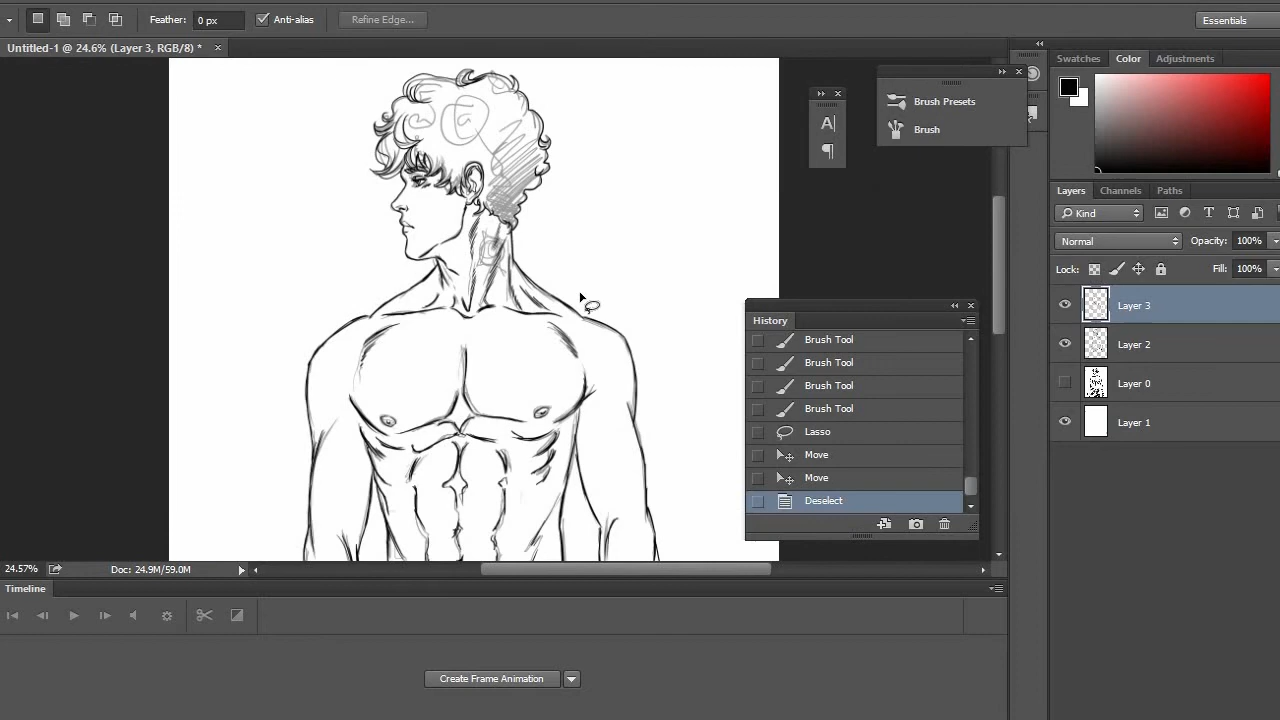 Feather: 0 px Anti-alias Refine Edge... Essentials
Untitled-1 @ 24.6% (Layer 3, RGB/8) *
Swatches Color Adjustments
Brush Presets
Brush
A
¶
Layers Channels Paths
Kind T
Normal Opacity: 100%
Lock: Fill: 100%
Layer 3
Layer 2
Layer 0
Layer 1
History
Brush Tool
Brush Tool
Brush Tool
Brush Tool
Lasso
Move
Move
Deselect
24.57% Doc: 24.9M/59.0M
Timeline
Create Frame Animation